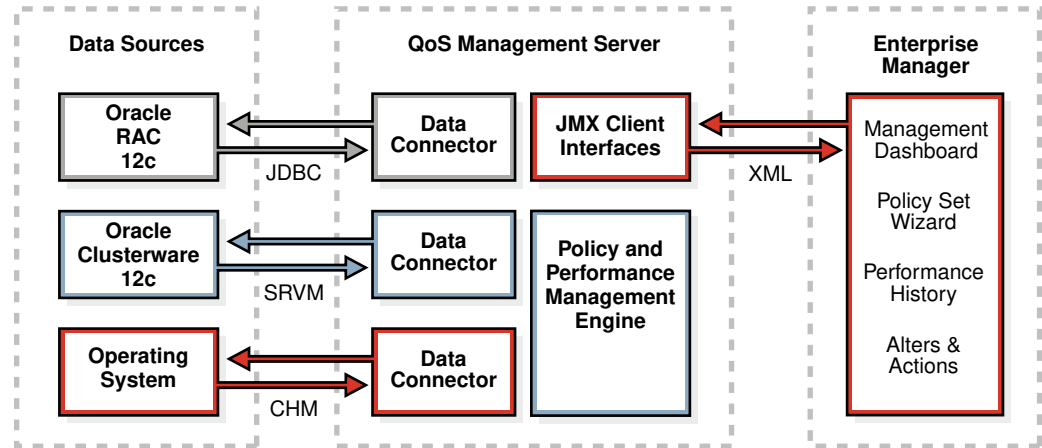 Data Sources
Oracle
RAC
12c
JDBC
Oracle
Clusterware
12c
SRVM
Operating
System
CHM
QoS Management Server
Data
Connector
Data
Connector
Data
Connector
JMX Client
Interfaces
Policy and
Performance
Management
Engine
XML
Enterprise
Manager
Management
Dashboard
Policy Set
Wizard
Performance
History
Alters &
Actions